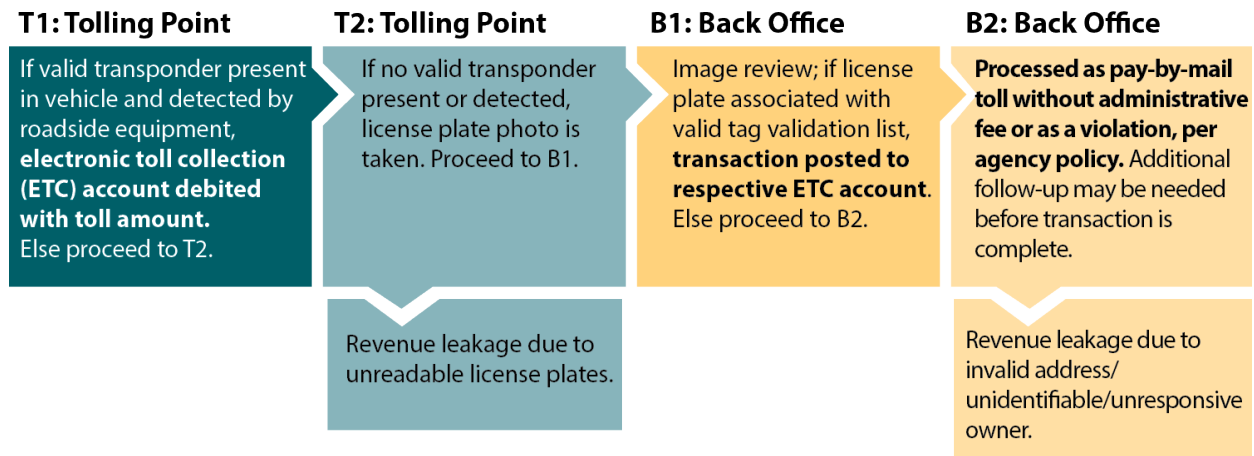 T1: Tolling Point
If valid transponder present
in vehicle and detected by
roadside equipment,
electronic toll collection
(ETC) account debited
with toll amount.
Else proceed to T2.
T2: Tolling Point
If no valid transponder
present or detected,
license plate photo is
taken. Proceed to B1.
Revenue leakage due to
unreadable license plates.
B1: Back Office
Image review; if license
plate associated with
valid tag validation list,
transaction posted to
respective ETC account.
Else proceed to B2.
B2: Back Office
Processed as pay-by-mail
toll without administrative
fee or as a violation, per
agency policy. Additional
follow-up may be needed
before transaction is
complete.
Revenue leakage due to
invalid address/
unidentifiable/unresponsive
owner.